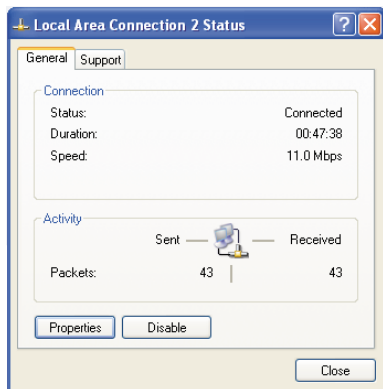 Local Area Connection 2 Status
General Support
Connection
Status: Connected
Duration: 00:47:38
Speed: 11.0 Mbps
Activity
Sent Received
Packets: 43 43
Properties Disable
Close